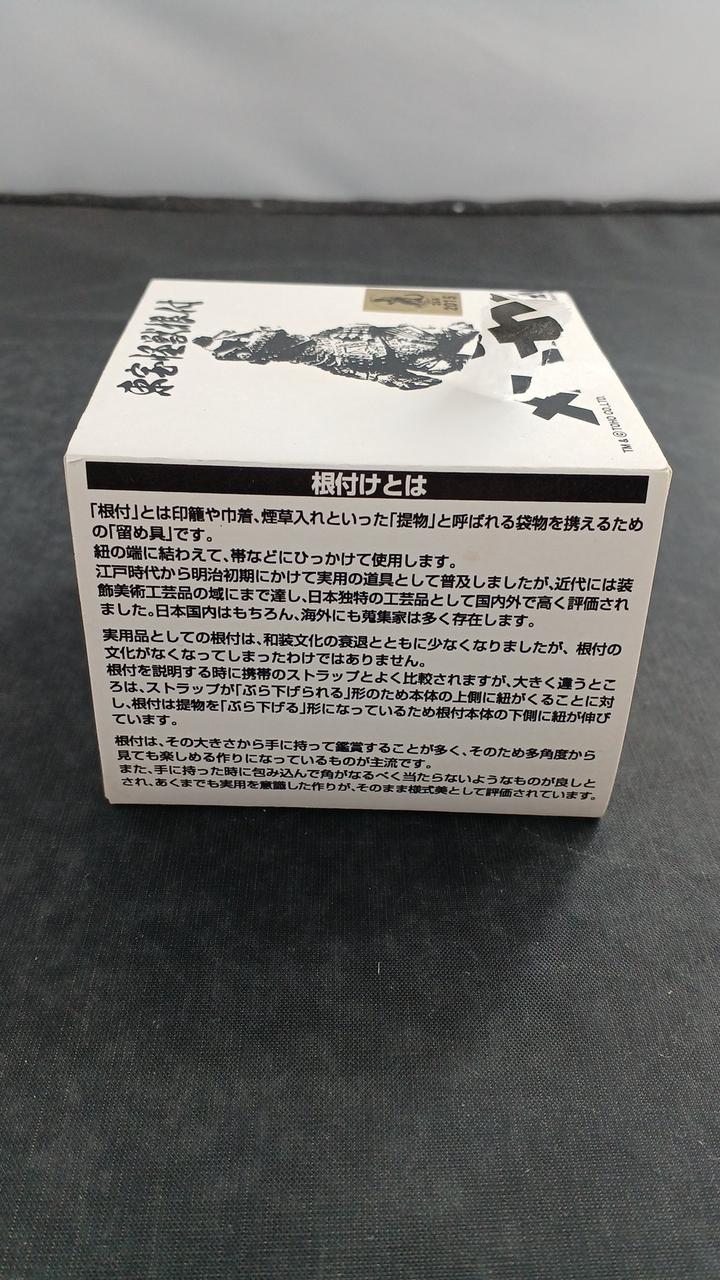 東宝怪獣根付
2015
メカ
TM & © TOHO CO., LTD.
根付けとは
「根付」とは印籠や巾着、煙草入れといった「提物」と呼ばれる袋物を携えるため
の「留め具」です。
紐の端に結わえて、帯などにひっかけて使用します。
江戸時代から明治初期にかけて実用の道具として普及しましたが、近代には装
飾美術工芸品の域にまで達し、日本独特の工芸品として国内外で高く評価され
ました。日本国内はもちろん、海外にも蒐集家は多く存在します。
実用品としての根付は、和装文化の衰退とともに少なくなりましたが、根付の
文化がなくなってしまったわけではありません。
根付を説明する時に携帯のストラップとよく比較されますが、大きく違うとこ
ろは、ストラップが「ぶら下げられる」形のため本体の上側に紐がくることに対
し、根付は提物を「ぶら下げる」形になっているため根付本体の下側に紐が伸び
ています。
根付は、その大きさから手に持って鑑賞することが多く、そのため多角度から
見ても楽しめる作りになっているものが主流です。
また、手に持った時に包み込んで角がなるべく当たらないようなものが良しと
され、あくまでも実用を意識した作りが、そのまま様式美として評価されています。